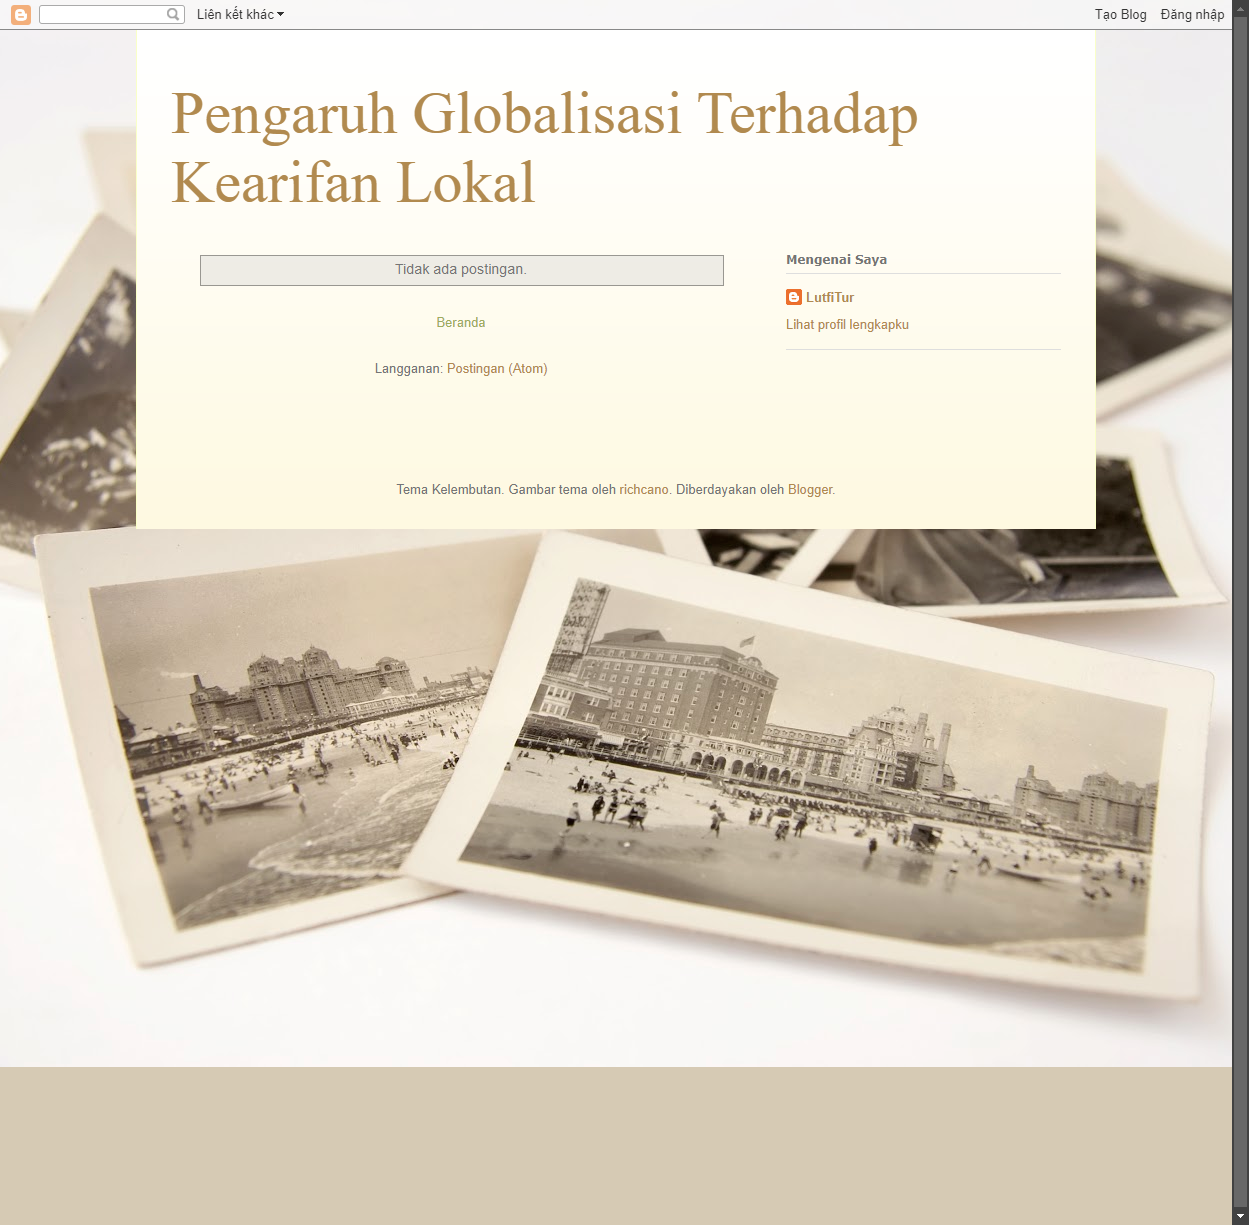 Liên kết khác
Tạo Blog Đăng nhập
Pengaruh Globalisasi Terhadap
Kearifan Lokal
Tidak ada postingan.
Beranda
Langganan: Postingan (Atom)
Mengenai Saya
LutfiTur
Lihat profil lengkapku
Tema Kelembutan. Gambar tema oleh richcano. Diberdayakan oleh Blogger.